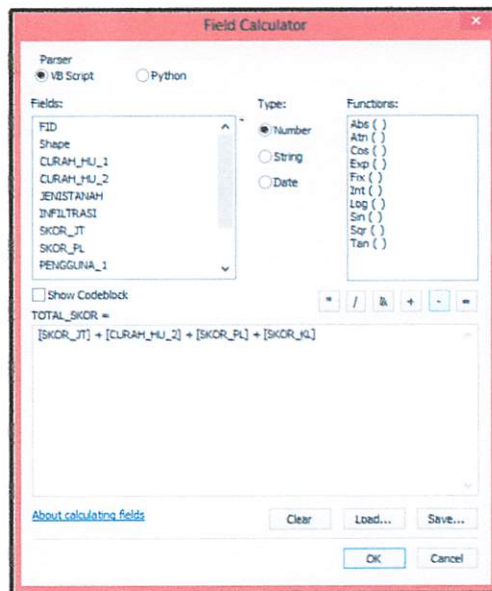 Field Calculator
Parser
VB Script Python
Fields: Type: Functions:
FID
Shape
CURAH_HU_1
CURAH_HU_2
JENISTANAH
INFILTRASI
SKOR_JT
SKOR_PL
PENGGUNA_1
Number
String
Date
Abs ( )
Atn ( )
Cos ( )
Exp ( )
Fix ( )
Int ( )
Log ( )
Sin ( )
Sqr ( )
Tan ( )
Show Codeblock
* / & + - =
TOTAL_SKOR =
[SKOR_JT] + [CURAH_HU_2] + [SKOR_PL] + [SKOR_KL]
About calculating fields
Clear Load... Save...
OK Cancel